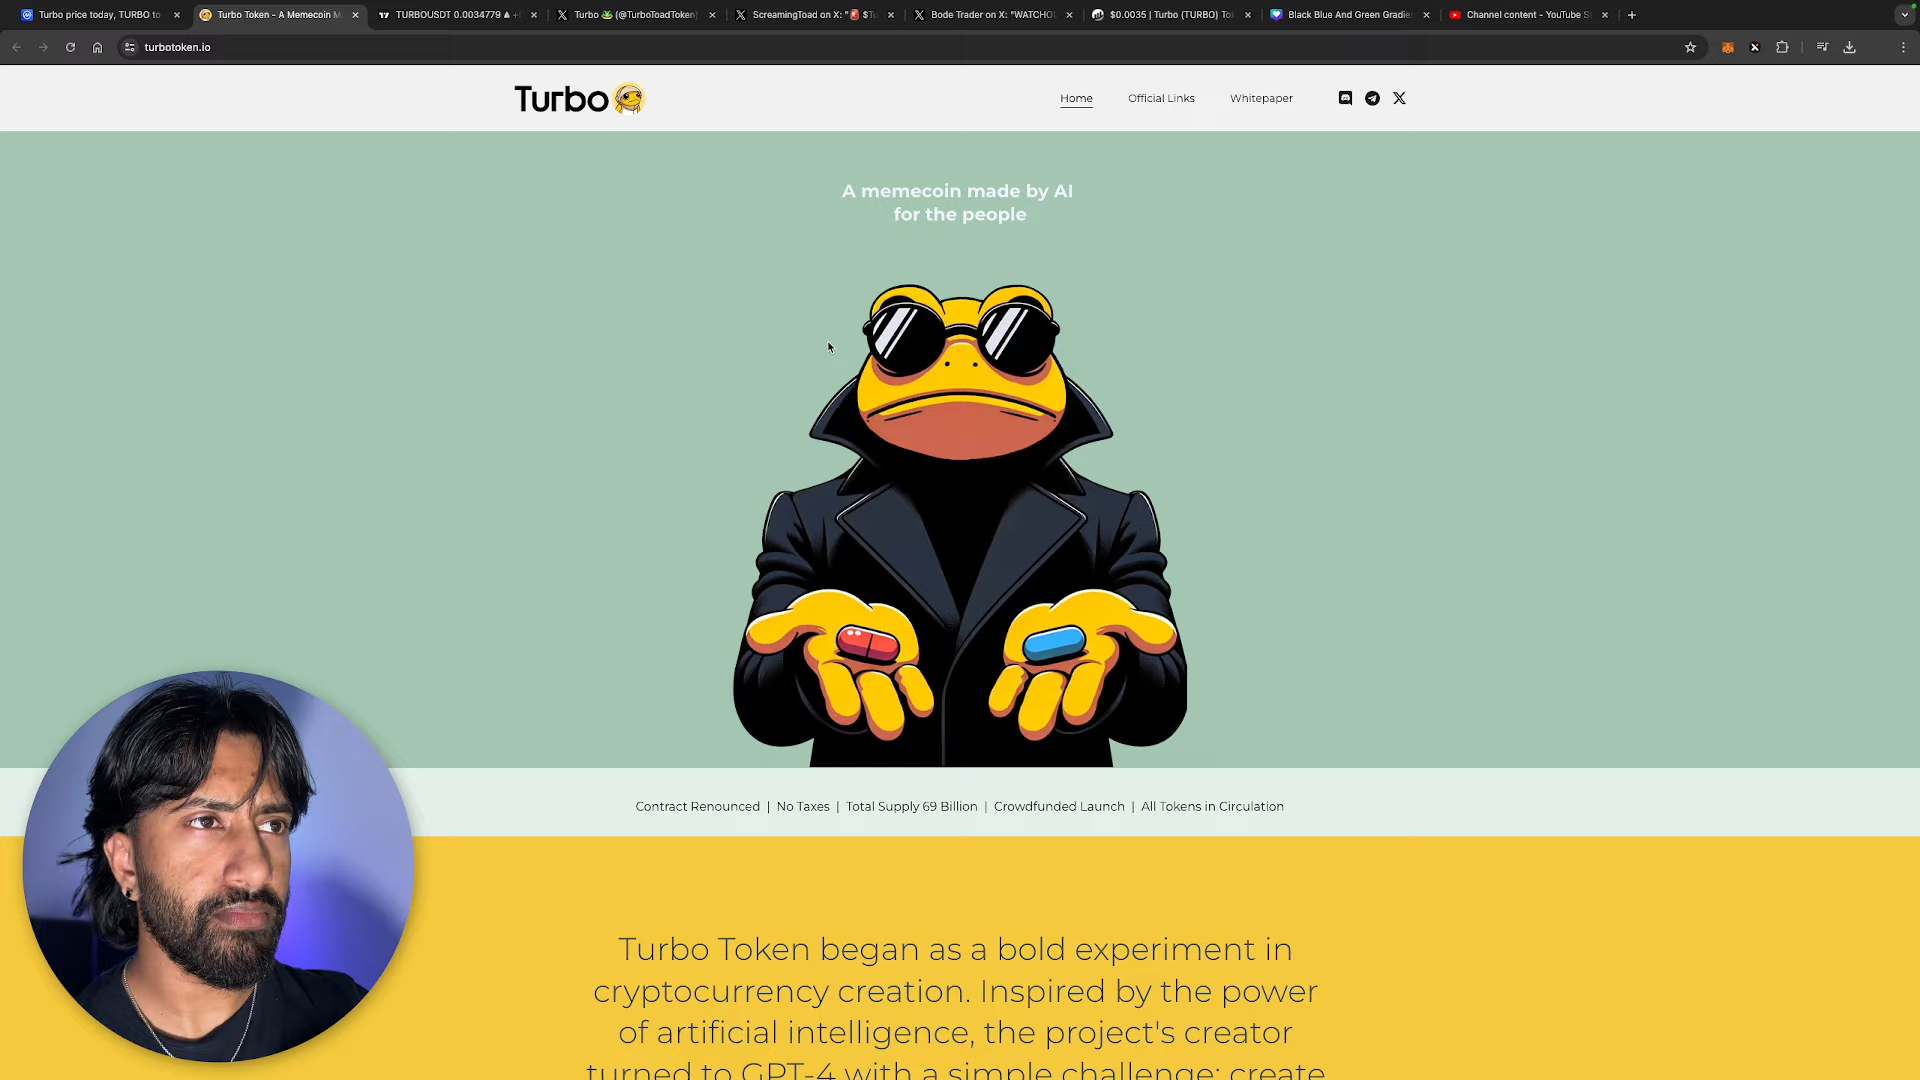 Turbo price today, TURBO to
Turbo Token - A Memecoin M
TURBOUSDT 0.0034779 ▲ +
Turbo 🐸 (@TurboToadToken)
ScreamingToad on X: "🚨 $Tu
Bode Trader on X: "WATCHO
$0.0035 | Turbo (TURBO) To
Black Blue And Green Gradie
Channel content - YouTube S
turbotoken.io
Turbo
Home
Official Links
Whitepaper
A memecoin made by AI
for the people
Contract Renounced | No Taxes | Total Supply 69 Billion | Crowdfunded Launch | All Tokens in Circulation
Turbo Token began as a bold experiment in
cryptocurrency creation. Inspired by the power
of artificial intelligence, the project's creator
turned to GPT-4 with a simple challenge: create